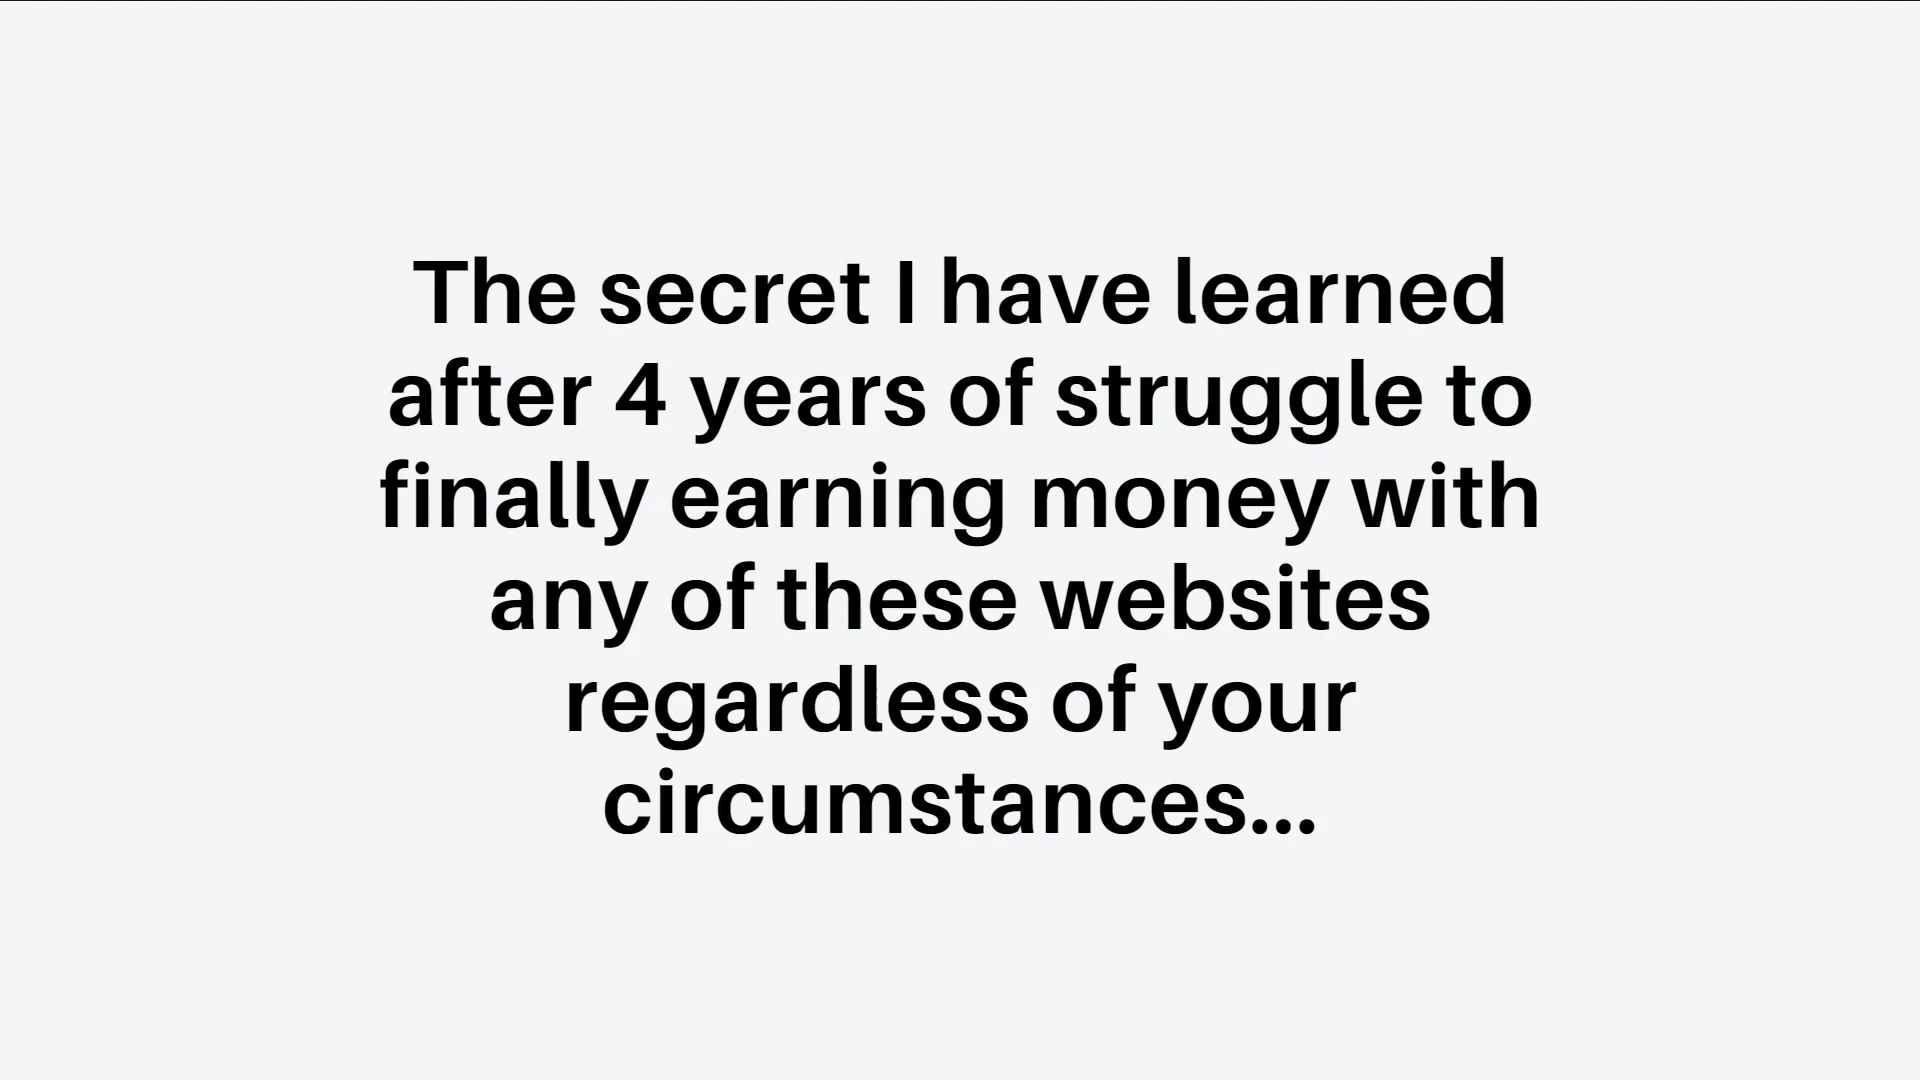 The secret I have learned
after 4 years of struggle to
finally earning money with
any of these websites
regardless of your
circumstances...